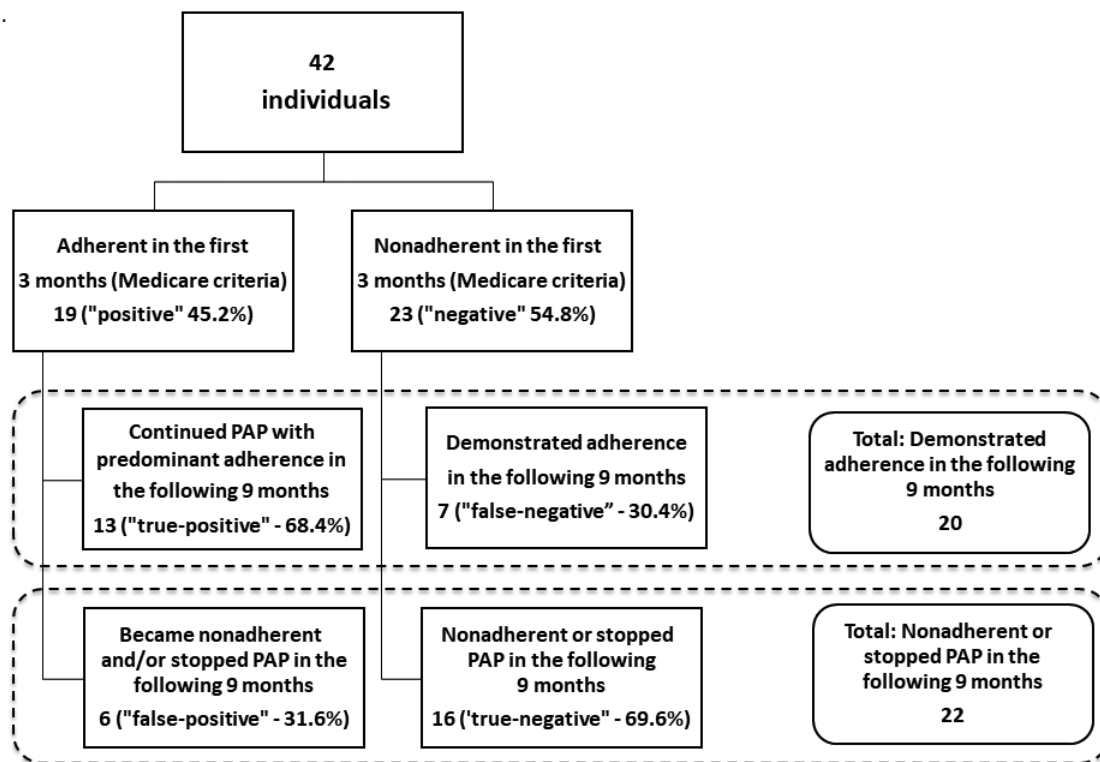 .
42
individuals
Adherent in the first
3 months (Medicare criteria)
19 ("positive" 45.2%)
Nonadherent in the first
3 months (Medicare criteria)
23 ("negative" 54.8%)
Continued PAP with
predominant adherence in
the following 9 months
13 ("true-positive" - 68.4%)
Demonstrated adherence
in the following 9 months
7 ("false-negative” - 30.4%)
Total: Demonstrated
adherence in the following
9 months
20
Became nonadherent
and/or stopped PAP in the
following 9 months
6 ("false-positive" - 31.6%)
Nonadherent or stopped
PAP in the following
9 months
16 ('true-negative" - 69.6%)
Total: Nonadherent or
stopped PAP in the
following 9 months
22